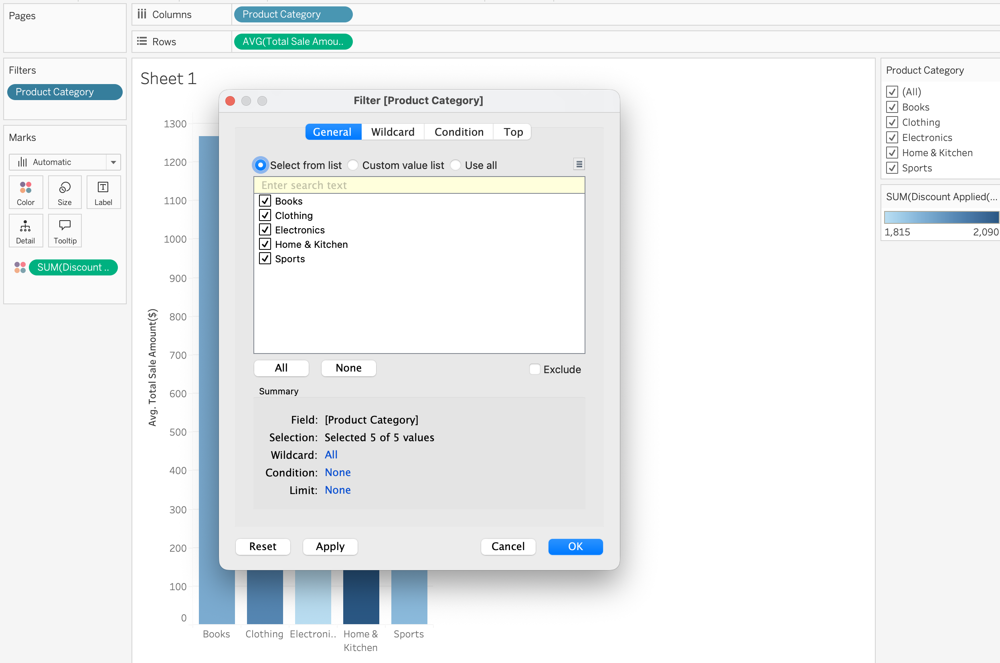 Pages
Columns
Product Category
Rows
AVG(Total Sale Amou..
Filters
Product Category
Marks
Automatic
Color
Size
Label
Detail
Tooltip
SUM(Discount ..
Sheet 1
Avg. Total Sale Amount($)
1300
1200
1100
1000
900
800
700
600
500
400
300
200
100
0
Books
Clothing
Electroni..
Home &
Kitchen
Sports
Filter [Product Category]
General
Wildcard
Condition
Top
Select from list
Custom value list
Use all
Enter search text
Books
Clothing
Electronics
Home & Kitchen
Sports
All
None
Exclude
Summary
Field: [Product Category]
Selection: Selected 5 of 5 values
Wildcard: All
Condition: None
Limit: None
Reset
Apply
Cancel
OK
Product Category
(All)
Books
Clothing
Electronics
Home & Kitchen
Sports
SUM(Discount Applied(...
1,815
2,090